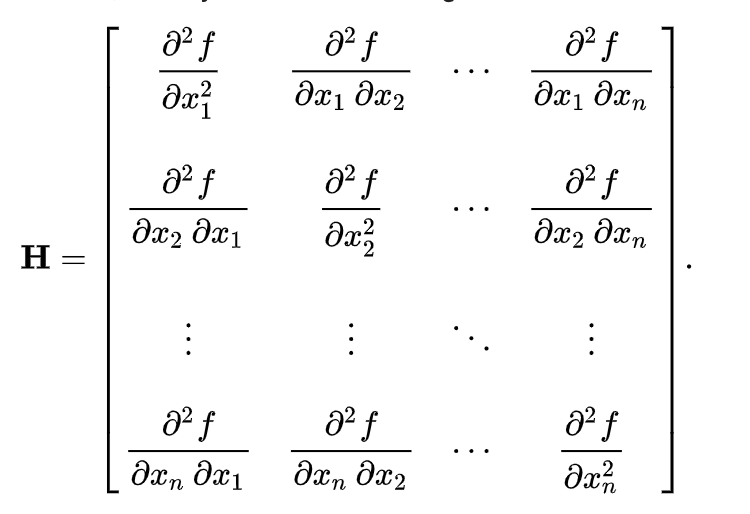 H = [ ∂²f/∂x₁² ∂²f/∂x₁ ∂x₂ ⋯ ∂²f/∂x₁ ∂xₙ
∂²f/∂x₂ ∂x₁ ∂²f/∂x₂² ⋯ ∂²f/∂x₂ ∂xₙ
⋮ ⋮ ⋱ ⋮
∂²f/∂xₙ ∂x₁ ∂²f/∂xₙ ∂x₂ ⋯ ∂²f/∂xₙ² ] .